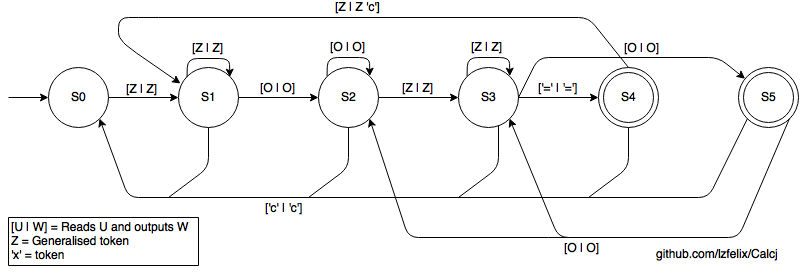 [Z | Z 'c']
[Z | Z]
[O | O]
[Z | Z]
[O | O]
S0
[Z | Z]
S1
[O | O]
S2
[Z | Z]
S3
['=' | '=']
S4
S5
['c' | 'c']
[O | O]
[U | W] = Reads U and outputs W
Z = Generalised token
'x' = token
github.com/lzfelix/Calcj